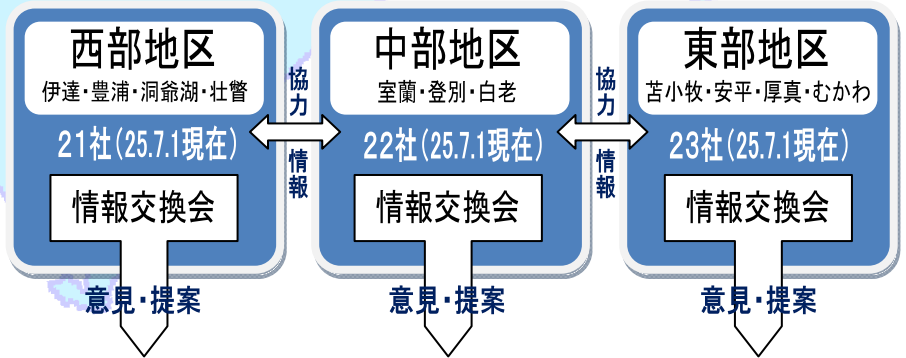 西部地区
伊達・豊浦・洞爺湖・壮瞥
21社(25.7.1現在)
情報交換会
意見・提案
協力
情報
中部地区
室蘭・登別・白老
22社(25.7.1現在)
情報交換会
意見・提案
協力
情報
東部地区
苫小牧・安平・厚真・むかわ
23社(25.7.1現在)
情報交換会
意見・提案